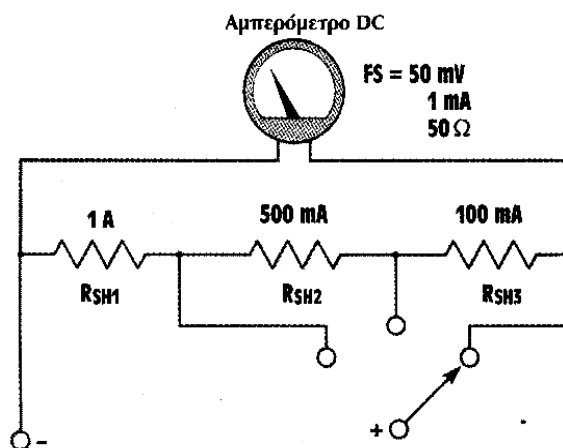 Αμπερόμετρο DC
FS = 50 mV
1 mA
50 Ω
1 A
500 mA
100 mA
RSH1
RSH2
RSH3
-
+